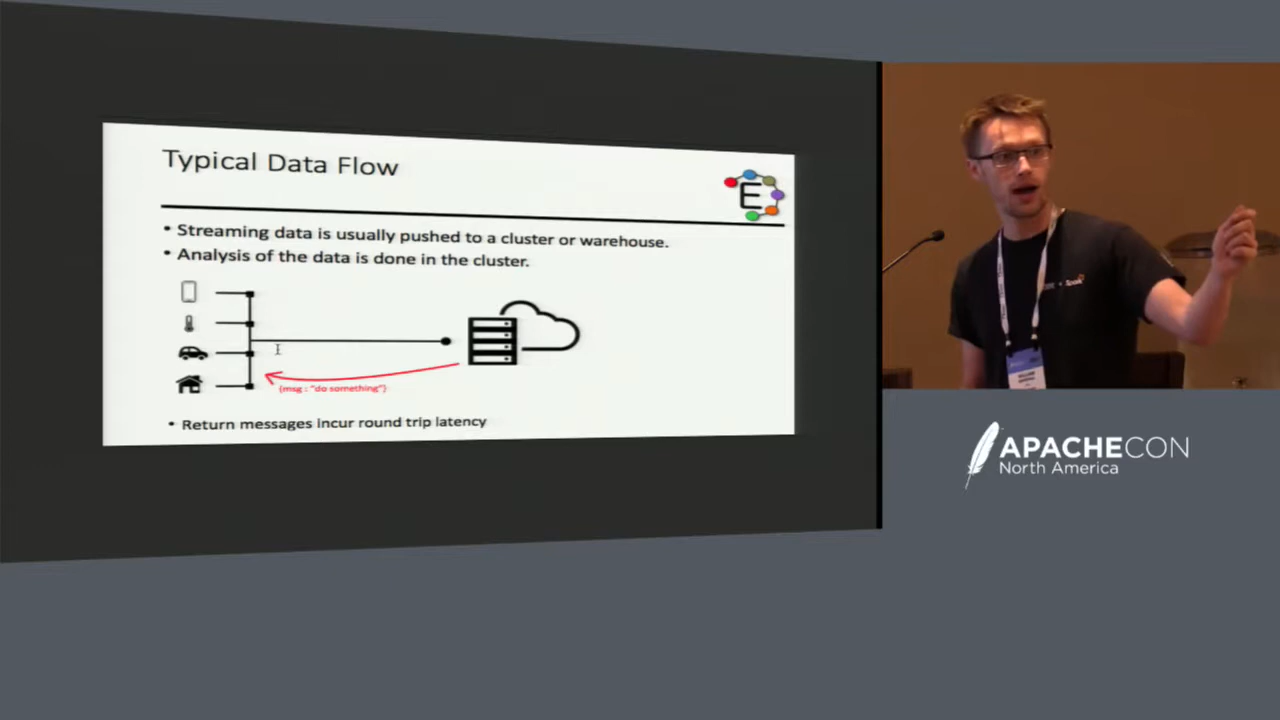 Typical Data Flow
E
• Streaming data is usually pushed to a cluster or warehouse.
• Analysis of the data is done in the cluster.
{msg : "do something"}
• Return messages incur round trip latency
APACHECON
North America